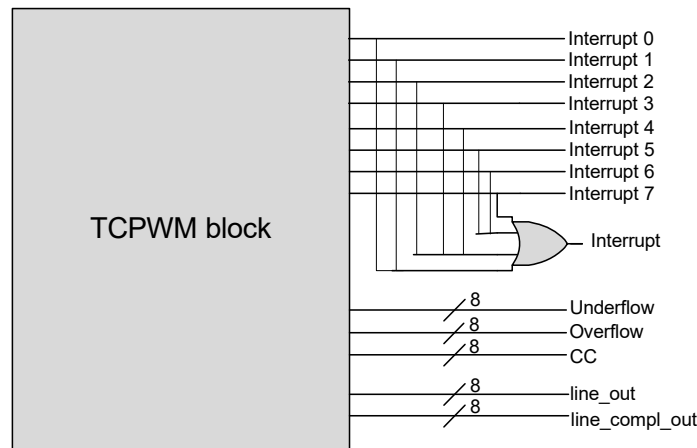 Interrupt 0
Interrupt 1
Interrupt 2
Interrupt 3
Interrupt 4
Interrupt 5
Interrupt 6
Interrupt 7
TCPWM block
Interrupt
8
Underflow
8
Overflow
8
CC
8
line_out
8
line_compl_out